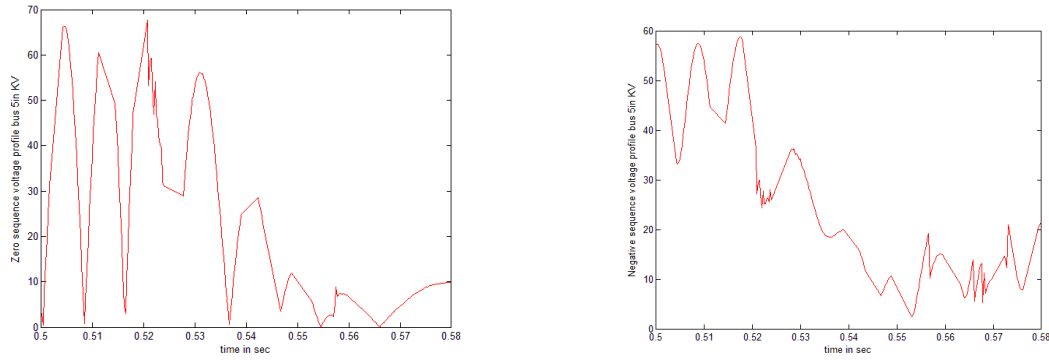 70
60
50
40
30
20
10
0
Zero sequence voltage profile bus 5in KV
0.5 0.51 0.52 0.53 0.54 0.55 0.56 0.57 0.58
time in sec
60
50
40
30
20
10
0
Negative sequence voltage profile bus 5in KV
0.5 0.51 0.52 0.53 0.54 0.55 0.56 0.57 0.58
time in sec